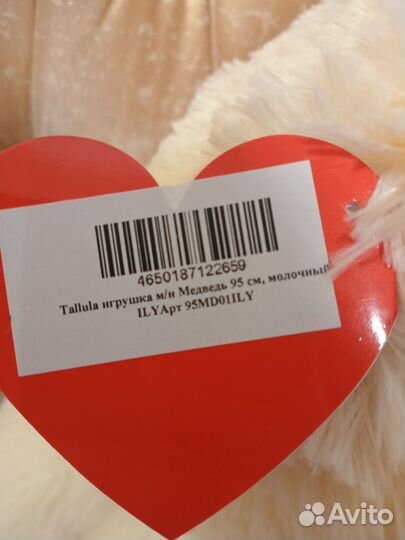 4650187122659
Tallula игрушка м/н Медведь 95 см, молочный
ILYАрт 95MD01ILY
Avito